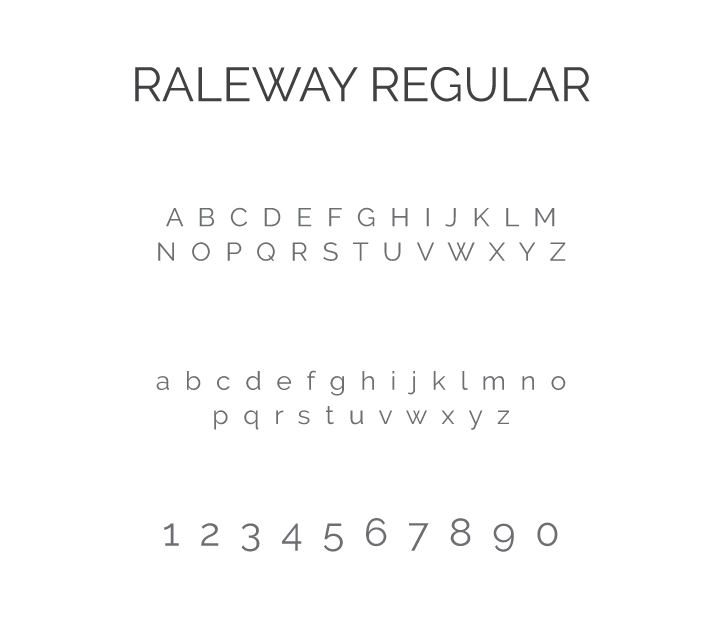 RALEWAY REGULAR
A B C D E F G H I J K L M
N O P Q R S T U V W X Y Z
a b c d e f g h i j k l m n o
p q r s t u v w x y z
1 2 3 4 5 6 7 8 9 0